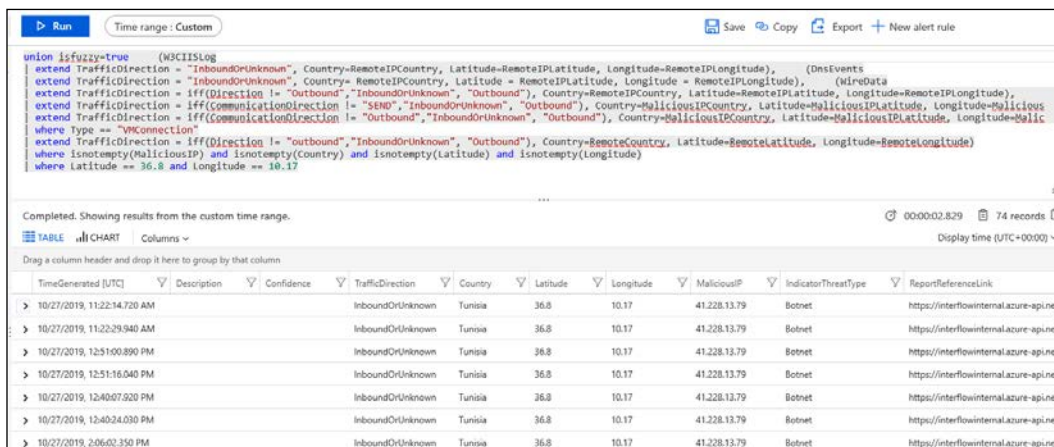 Run
Time range : Custom
Save Copy Export New alert rule
union isfuzzy=true (W3CIISLog
| extend TrafficDirection = "InboundOrUnknown", Country=RemoteIPCountry, Latitude=RemoteIPLatitude, Longitude=RemoteIPLongitude), (DnsEvents
| extend TrafficDirection = "InboundOrUnknown", Country= RemoteIPCountry, Latitude = RemoteIPLatitude, Longitude = RemoteIPLongitude), (WireData
| extend TrafficDirection = iff(Direction != "Outbound","InboundOrUnknown", "Outbound"), Country=RemoteIPCountry, Latitude=RemoteIPLatitude, Longitude=RemoteIPLongitude),
| extend TrafficDirection = iff(CommunicationDirection != "SEND","InboundOrUnknown", "Outbound"), Country=MaliciousIPCountry, Latitude=MaliciousIPLatitude, Longitude=Malicious
| extend TrafficDirection = iff(CommunicationDirection != "Outbound","InboundOrUnknown", "Outbound"), Country=MaliciousIPCountry, Latitude=MaliciousIPLatitude, Longitude=Malic
| where Type == "VMConnection"
| extend TrafficDirection = iff(Direction != "outbound","InboundOrUnknown", "Outbound"), Country=RemoteCountry, Latitude=RemoteLatitude, Longitude=RemoteLongitude)
| where isnotempty(MaliciousIP) and isnotempty(Country) and isnotempty(Latitude) and isnotempty(Longitude)
| where Latitude == 36.8 and Longitude == 10.17
Completed. Showing results from the custom time range. 00:00:02.829 74 records
TABLE CHART Columns Display time (UTC+00:00)
Drag a column header and drop it here to group by that column
TimeGenerated [UTC] Description Confidence TrafficDirection Country Latitude Longitude MaliciousIP IndicatorThreatType ReportReferenceLink
10/27/2019, 11:22:14.720 AM InboundOrUnknown Tunisia 36.8 10.17 41.228.13.79 Botnet https://interflowinternal.azure-api.ne
10/27/2019, 11:22:29.940 AM InboundOrUnknown Tunisia 36.8 10.17 41.228.13.79 Botnet https://interflowinternal.azure-api.ne
10/27/2019, 12:51:00.890 PM InboundOrUnknown Tunisia 36.8 10.17 41.228.13.79 Botnet https://interflowinternal.azure-api.ne
10/27/2019, 12:51:16.040 PM InboundOrUnknown Tunisia 36.8 10.17 41.228.13.79 Botnet https://interflowinternal.azure-api.ne
10/27/2019, 12:40:07.920 PM InboundOrUnknown Tunisia 36.8 10.17 41.228.13.79 Botnet https://interflowinternal.azure-api.ne
10/27/2019, 12:40:24.030 PM InboundOrUnknown Tunisia 36.8 10.17 41.228.13.79 Botnet https://interflowinternal.azure-api.ne
10/27/2019, 2:06:02.350 PM InboundOrUnknown Tunisia 36.8 10.17 41.228.13.79 Botnet https://interflowinternal.azure-api.ne